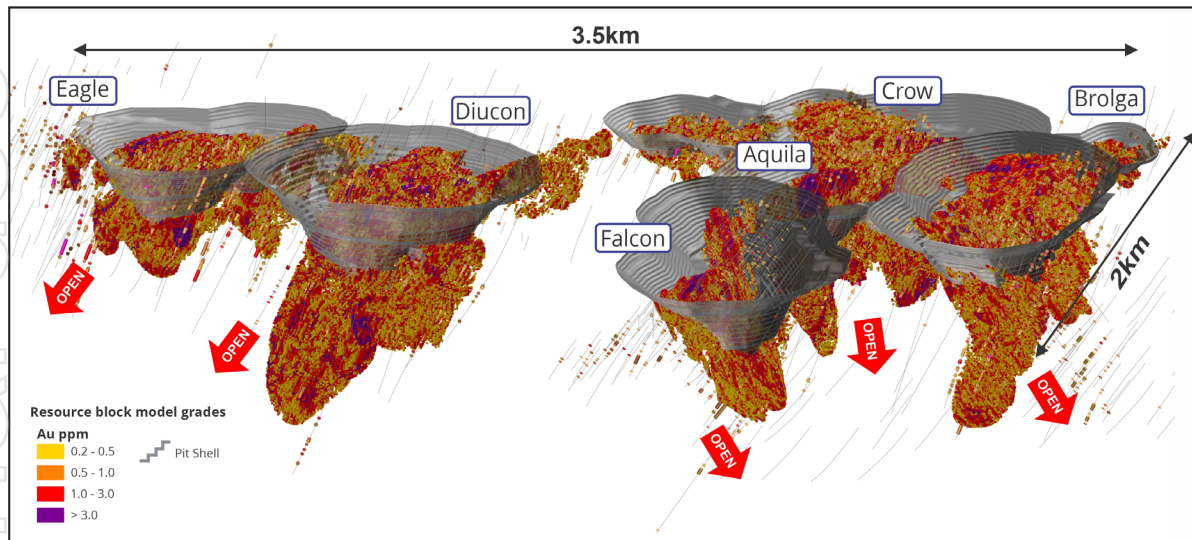 3.5km
Eagle
Diucon
Crow
Brolga
Aquila
Falcon
2km
OPEN
OPEN
OPEN
OPEN
OPEN
Resource block model grades
Au ppm
0.2 - 0.5
Pit Shell
0.5 - 1.0
1.0 - 3.0
> 3.0